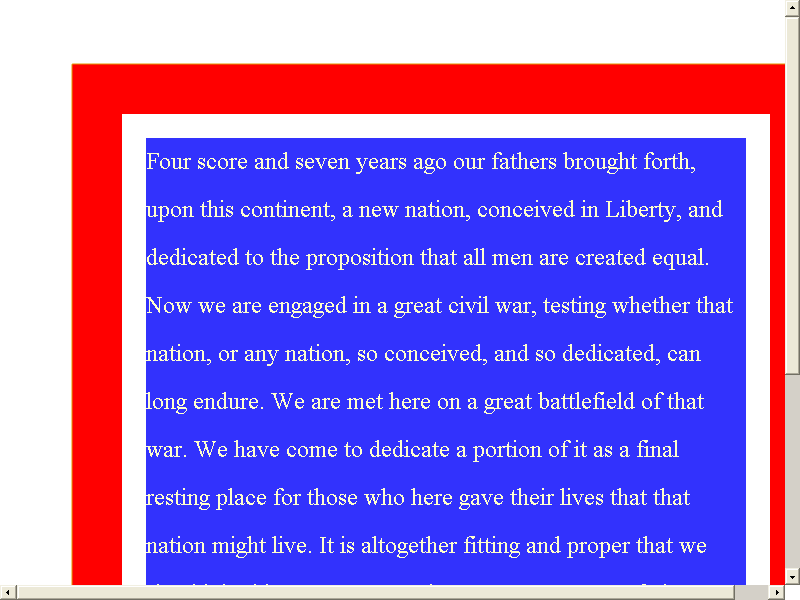 Four score and seven years ago our fathers brought forth,
upon this continent, a new nation, conceived in Liberty, and
dedicated to the proposition that all men are created equal.
Now we are engaged in a great civil war, testing whether that
nation, or any nation, so conceived, and so dedicated, can
long endure. We are met here on a great battlefield of that
war. We have come to dedicate a portion of it as a final
resting place for those who here gave their lives that that
nation might live. It is altogether fitting and proper that we